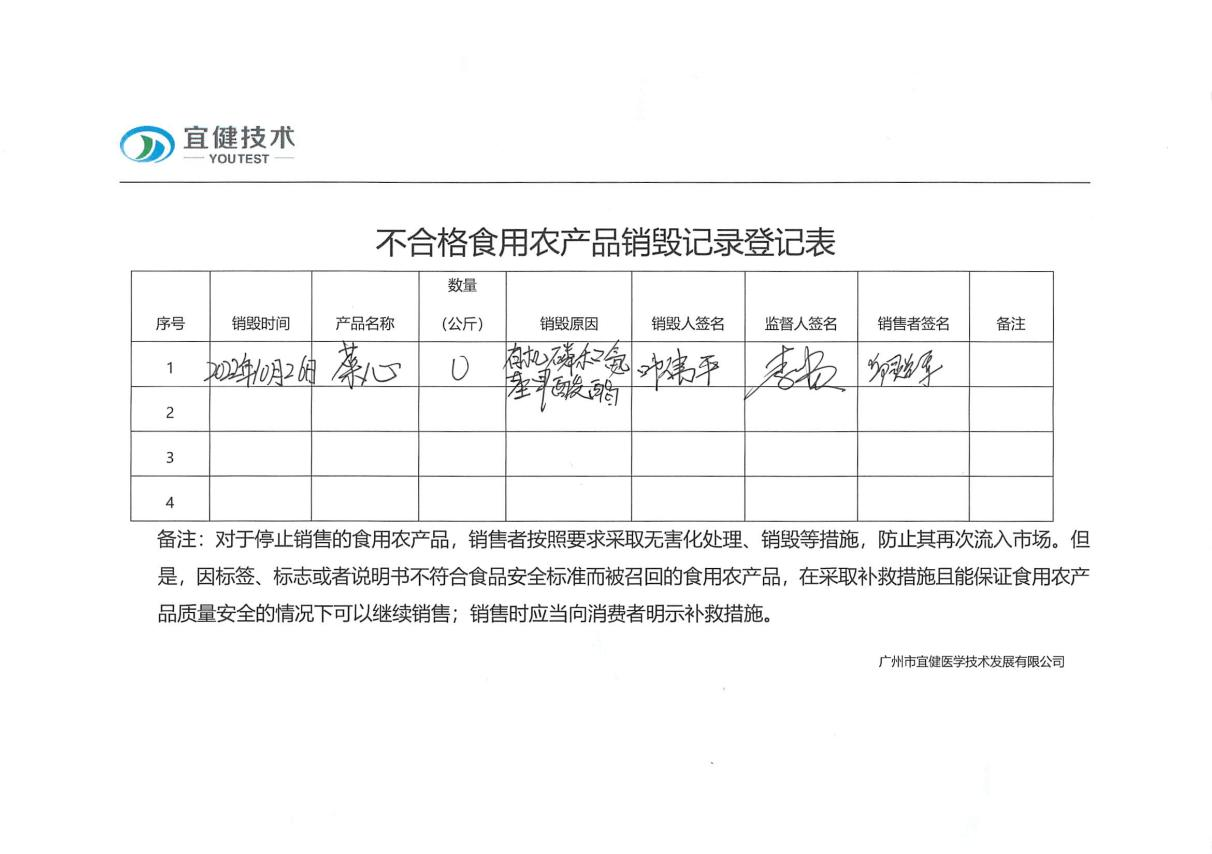 宜健技术
YOUTEST
不合格食用农产品销毁记录登记表
序号 销毁时间 产品名称 数量（公斤） 销毁原因 销毁人签名 监督人签名 销售者签名 备注
1 2022年10月26日 菜心 0 有机磷和氨基甲酸酯
2
3
4
备注：对于停止销售的食用农产品，销售者按照要求采取无害化处理、销毁等措施，防止其再次流入市场。但
是，因标签、标志或者说明书不符合食品安全标准而被召回的食用农产品，在采取补救措施且能保证食用农产
品质量安全的情况下可以继续销售；销售时应当向消费者明示补救措施。
广州市宜健医学技术发展有限公司